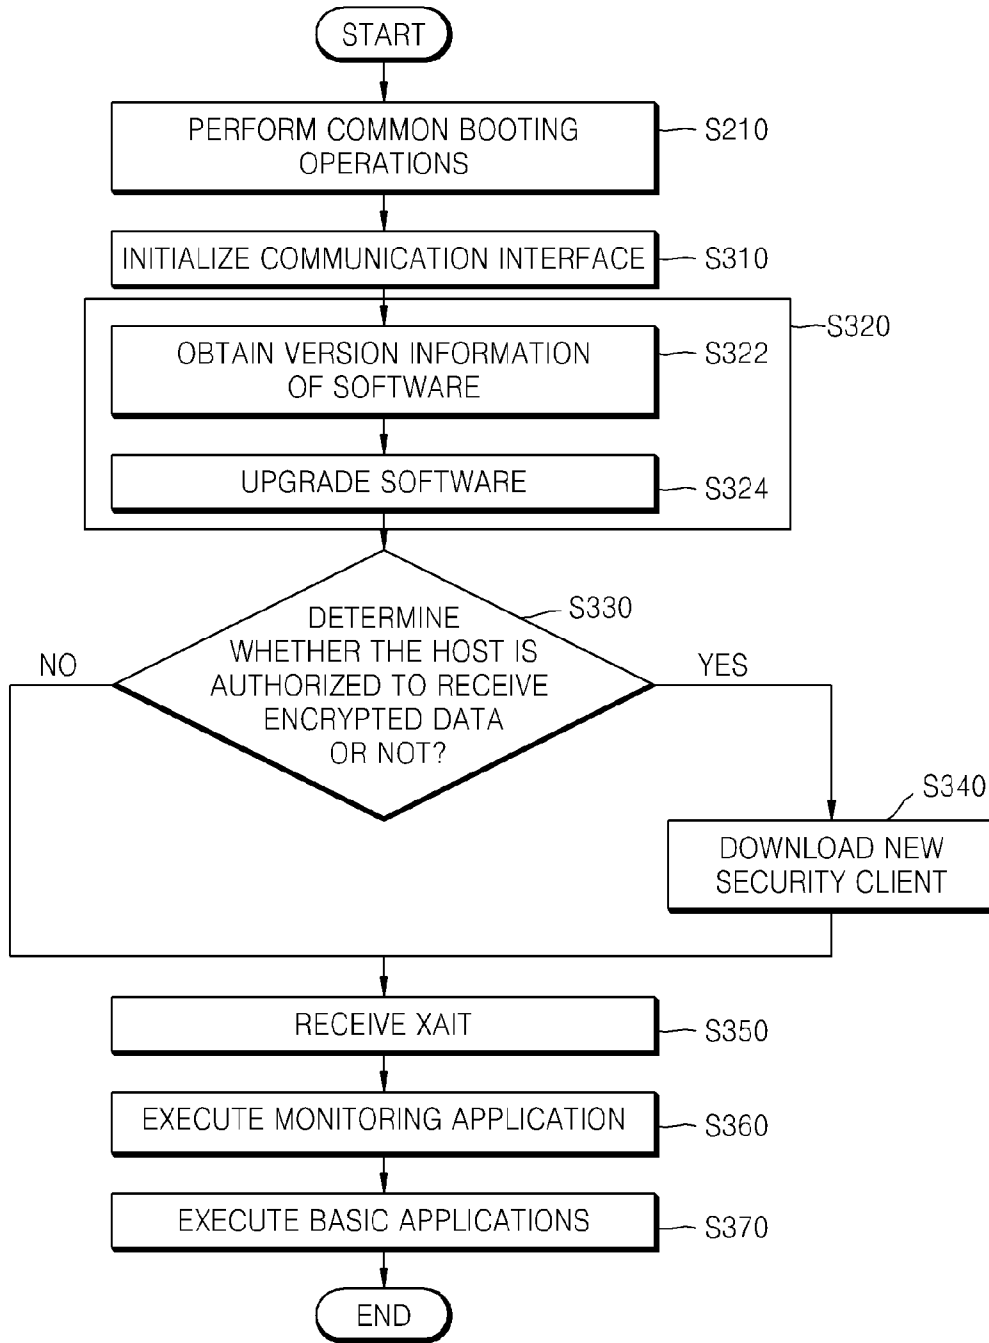 START
PERFORM COMMON BOOTING
OPERATIONS
S210
INITIALIZE COMMUNICATION INTERFACE
S310
S320
OBTAIN VERSION INFORMATION
OF SOFTWARE
S322
UPGRADE SOFTWARE
S324
S330
DETERMINE
WHETHER THE HOST IS
AUTHORIZED TO RECEIVE
ENCRYPTED DATA
OR NOT?
NO
YES
S340
DOWNLOAD NEW
SECURITY CLIENT
RECEIVE XAIT
S350
EXECUTE MONITORING APPLICATION
S360
EXECUTE BASIC APPLICATIONS
S370
END